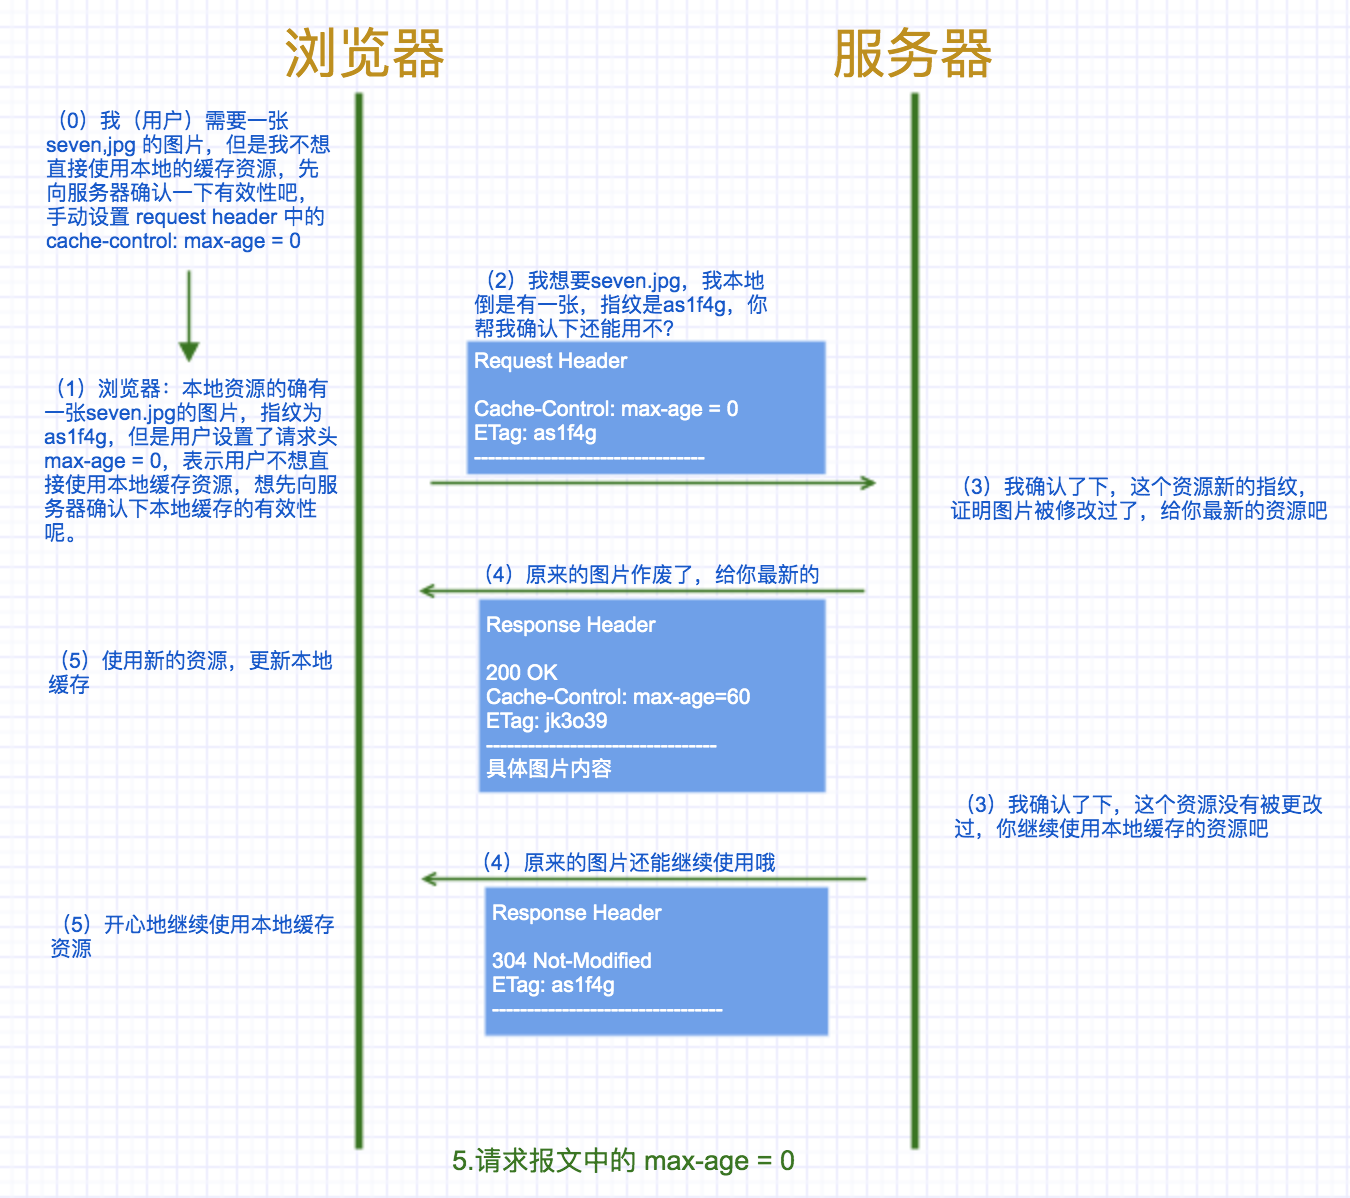 浏览器
服务器
（0）我（用户）需要一张
seven,jpg 的图片，但是我不想
直接使用本地的缓存资源，先
向服务器确认一下有效性吧，
手动设置 request header 中的
cache-control: max-age = 0
（1）浏览器：本地资源的确有
一张seven.jpg的图片，指纹为
as1f4g，但是用户设置了请求头
max-age = 0，表示用户不想直
接使用本地缓存资源，想先向服
务器确认下本地缓存的有效性
呢。
（2）我想要seven.jpg，我本地
倒是有一张，指纹是as1f4g，你
帮我确认下还能用不？
Request Header
Cache-Control: max-age = 0
ETag: as1f4g
---------------------------------
（3）我确认了下，这个资源新的指纹，
证明图片被修改过了，给你最新的资源吧
（4）原来的图片作废了，给你最新的
Response Header
200 OK
Cache-Control: max-age=60
ETag: jk3o39
---------------------------------
具体图片内容
（5）使用新的资源，更新本地
缓存
（3）我确认了下，这个资源没有被更改
过，你继续使用本地缓存的资源吧
（4）原来的图片还能继续使用哦
Response Header
304 Not-Modified
ETag: as1f4g
---------------------------------
（5）开心地继续使用本地缓存
资源
5.请求报文中的 max-age = 0